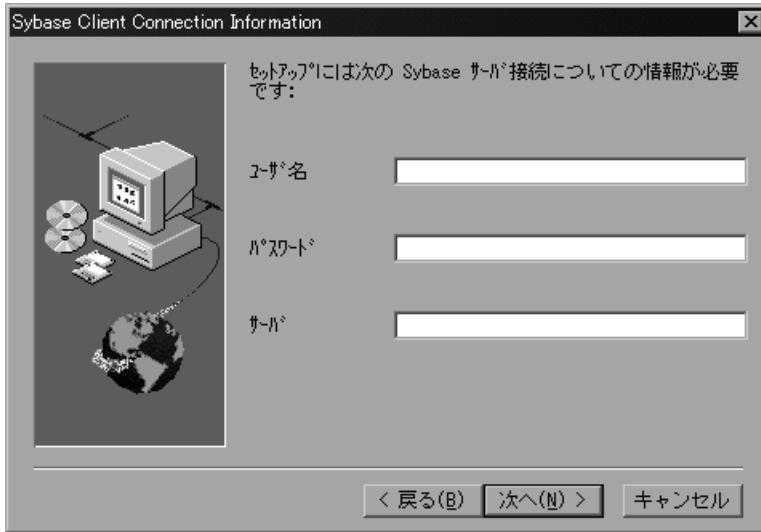 Sybase Client Connection Information
ｾｯﾄｱｯﾌﾟには次の Sybase ｻｰﾊﾞ接続についての情報が必要
です:
ﾕｰｻﾞ名
ﾊﾟｽﾜｰﾄﾞ
ｻｰﾊﾞ
< 戻る(B)
次へ(N) >
キャンセル